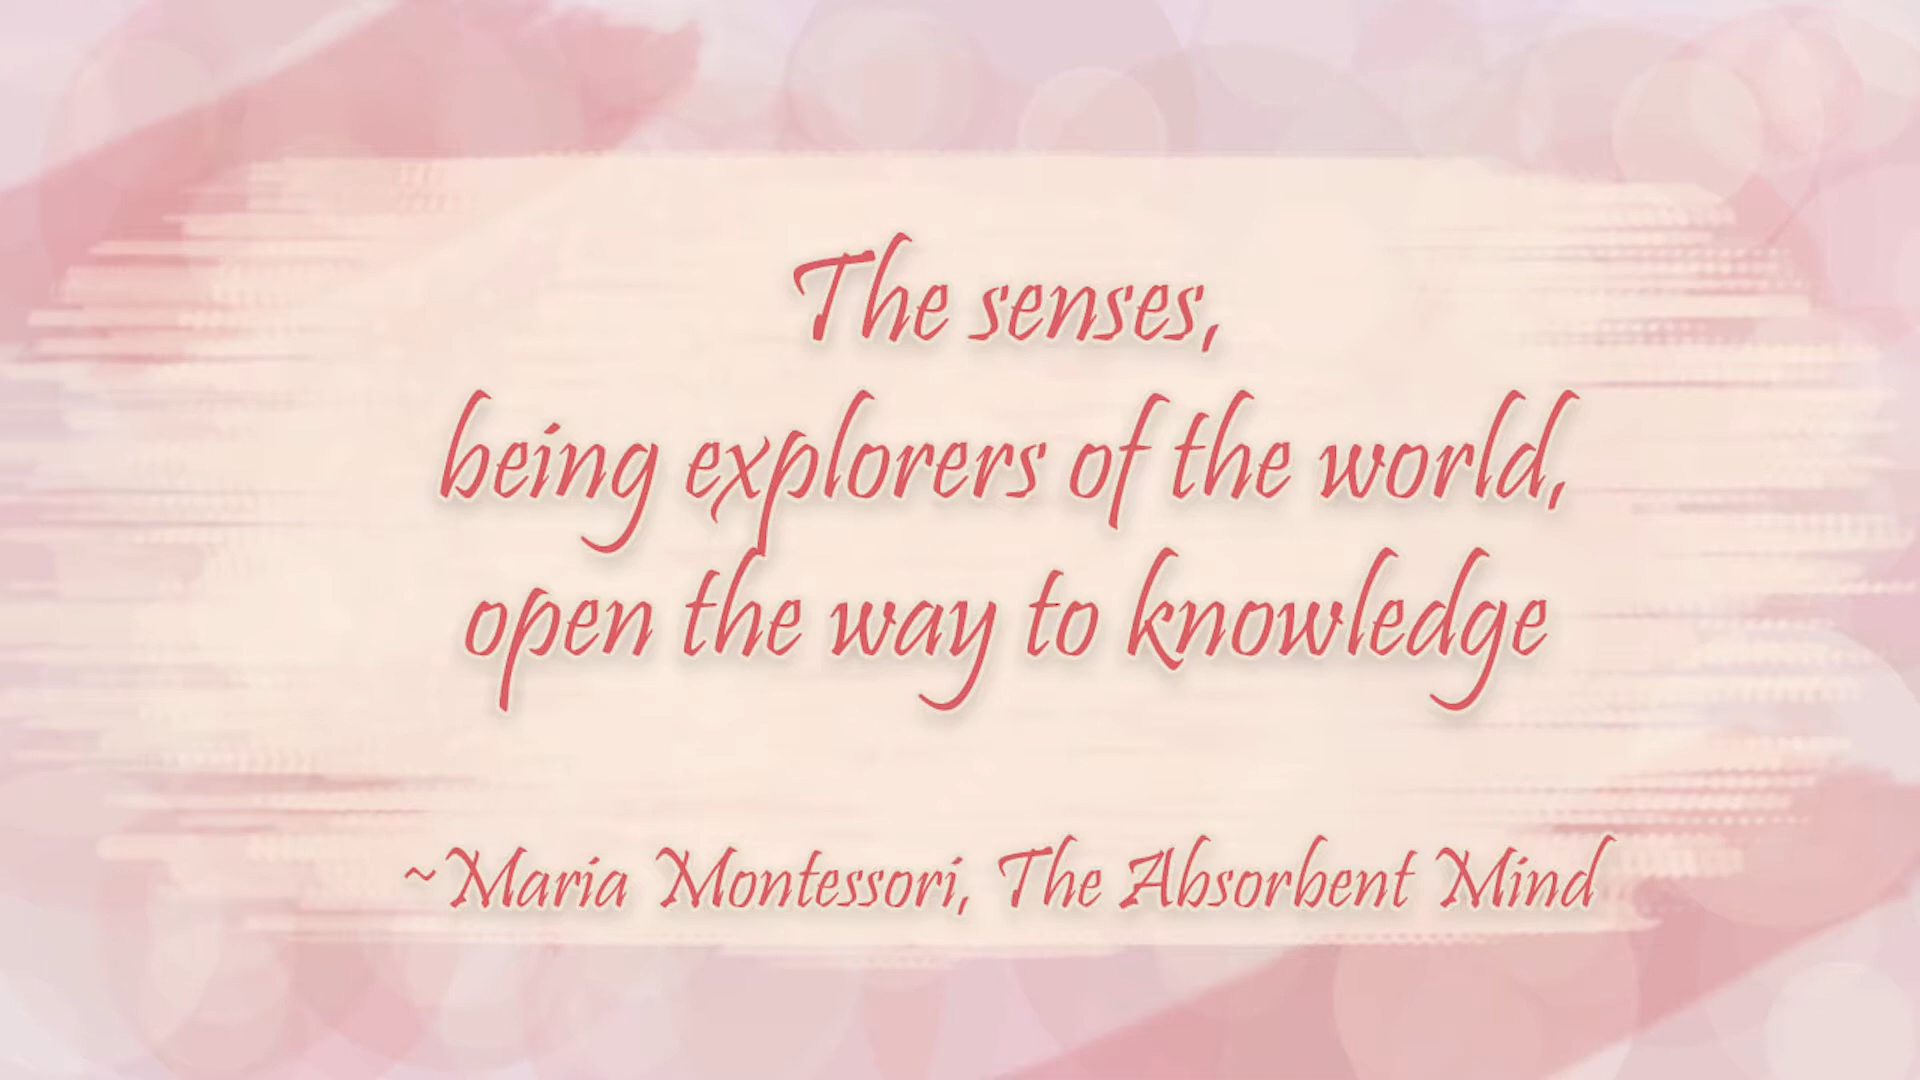 The senses,
being explorers of the world,
open the way to knowledge
~Maria Montessori, The Absorbent Mind